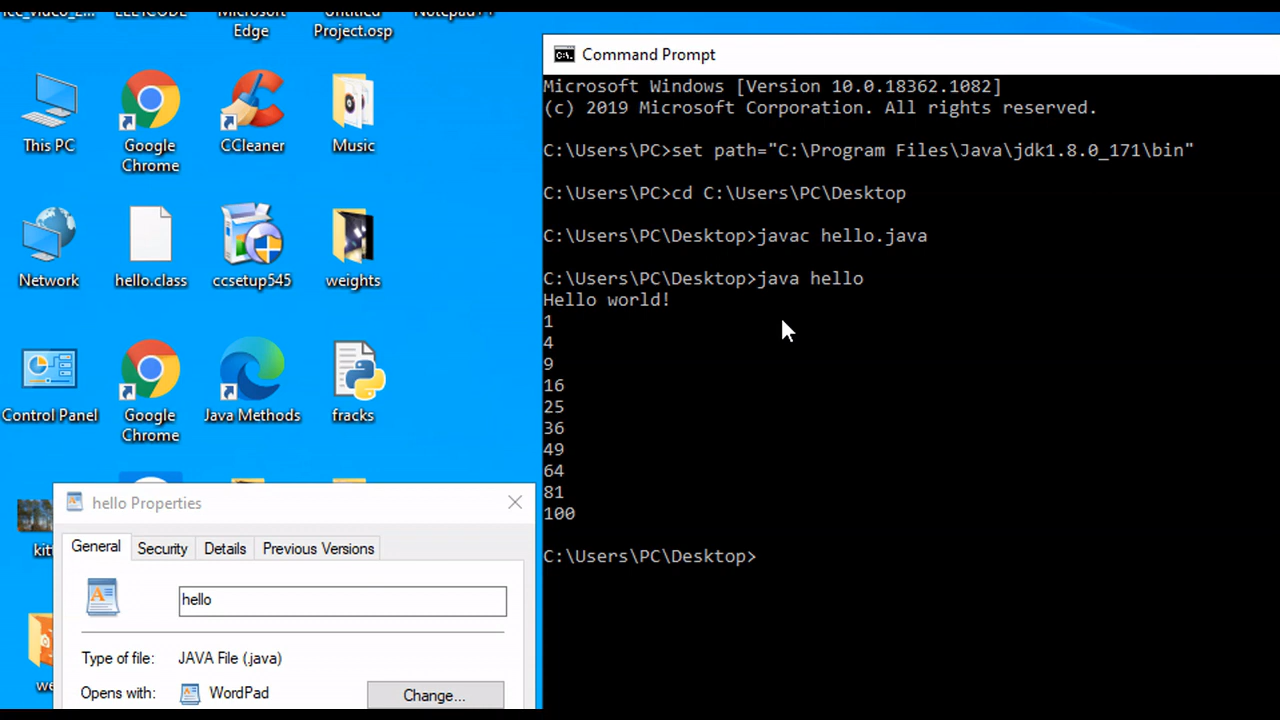 Microsoft
Edge
Untitled
Project.osp
This PC
Google
Chrome
CCleaner
Music
Network
hello.class
ccsetup545
weights
Control Panel
Google
Chrome
Java Methods
fracks
hello Properties
General
Security
Details
Previous Versions
hello
Type of file:
JAVA File (.java)
Opens with:
WordPad
Change...
Command Prompt
Microsoft Windows [Version 10.0.18362.1082]
(c) 2019 Microsoft Corporation. All rights reserved.
C:\Users\PC>set path="C:\Program Files\Java\jdk1.8.0_171\bin"
C:\Users\PC>cd C:\Users\PC\Desktop
C:\Users\PC\Desktop>javac hello.java
C:\Users\PC\Desktop>java hello
Hello world!
1
4
9
16
25
36
49
64
81
100
C:\Users\PC\Desktop>